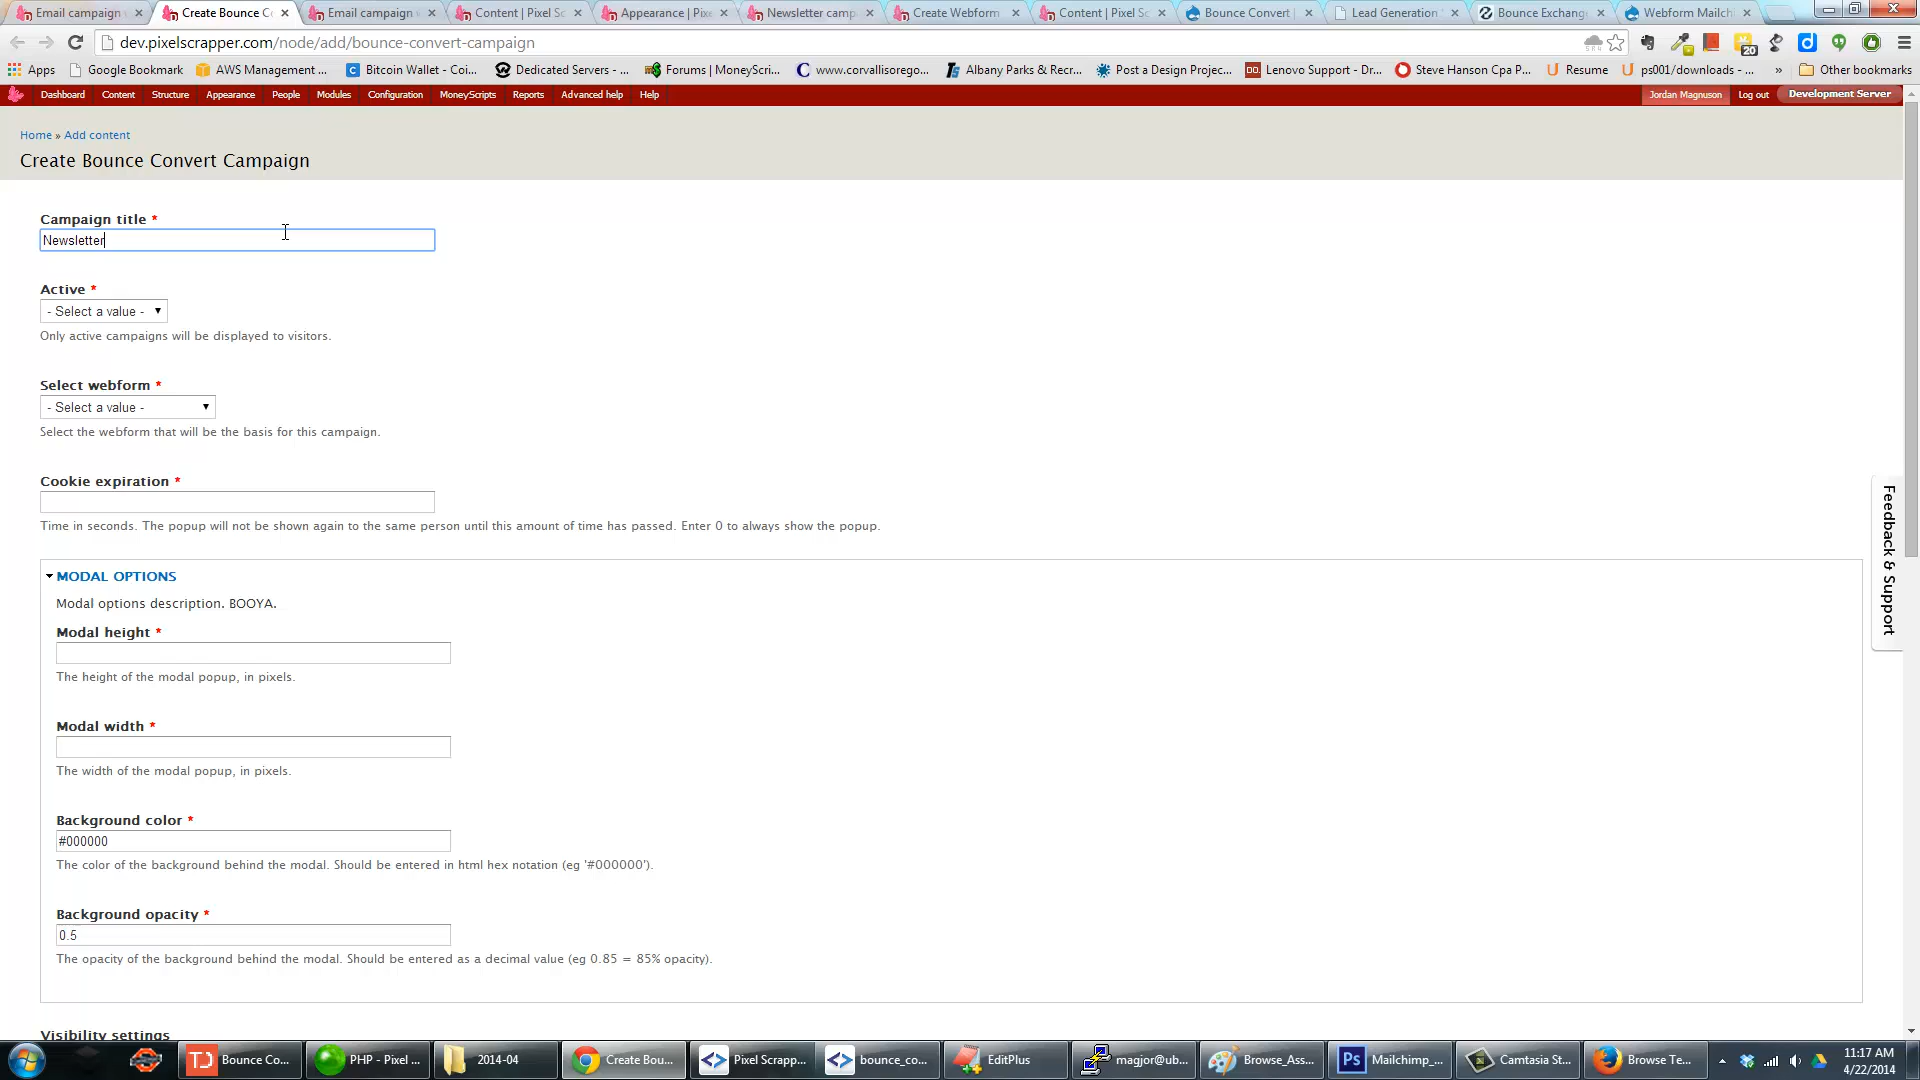 Email campaign
Create Bounce C
Email campaign
Content | Pixel Sc
Appearance | Pixe
Newsletter camp
Create Webform
Content | Pixel Sc
Bounce Convert
Lead Generation
Bounce Exchang
Webform Mailch
dev.pixelscrapper.com/node/add/bounce-convert-campaign
20
Apps
Google Bookmark
AWS Management ...
Bitcoin Wallet - Coi...
Dedicated Servers - ...
Forums | MoneyScri...
www.corvallisorego...
Albany Parks & Recr...
Post a Design Projec...
Lenovo Support - Dr...
Steve Hanson Cpa P...
Resume
ps001/downloads - ...
»
Other bookmarks
Dashboard
Content
Structure
Appearance
People
Modules
Configuration
MoneyScripts
Reports
Advanced help
Help
Jordan Magnuson
Log out
Development Server
Home » Add content
Create Bounce Convert Campaign
Campaign title *
Newsletter
Active *
- Select a value -
Only active campaigns will be displayed to visitors.
Select webform *
- Select a value -
Select the webform that will be the basis for this campaign.
Cookie expiration *
Time in seconds. The popup will not be shown again to the same person until this amount of time has passed. Enter 0 to always show the popup.
MODAL OPTIONS
Modal options description. BOOYA.
Modal height *
The height of the modal popup, in pixels.
Modal width *
The width of the modal popup, in pixels.
Background color *
#000000
The color of the background behind the modal. Should be entered in html hex notation (eg '#000000').
Background opacity *
0.5
The opacity of the background behind the modal. Should be entered as a decimal value (eg 0.85 = 85% opacity).
Visibility settings
Feedback & Support
Bounce Co...
PHP - Pixel ...
2014-04
Create Bou...
Pixel Scrapp...
bounce_co...
EditPlus
magjor@ub...
Browse_Ass...
Mailchimp_...
Camtasia St...
Browse Te...
11:17 AM
4/22/2014